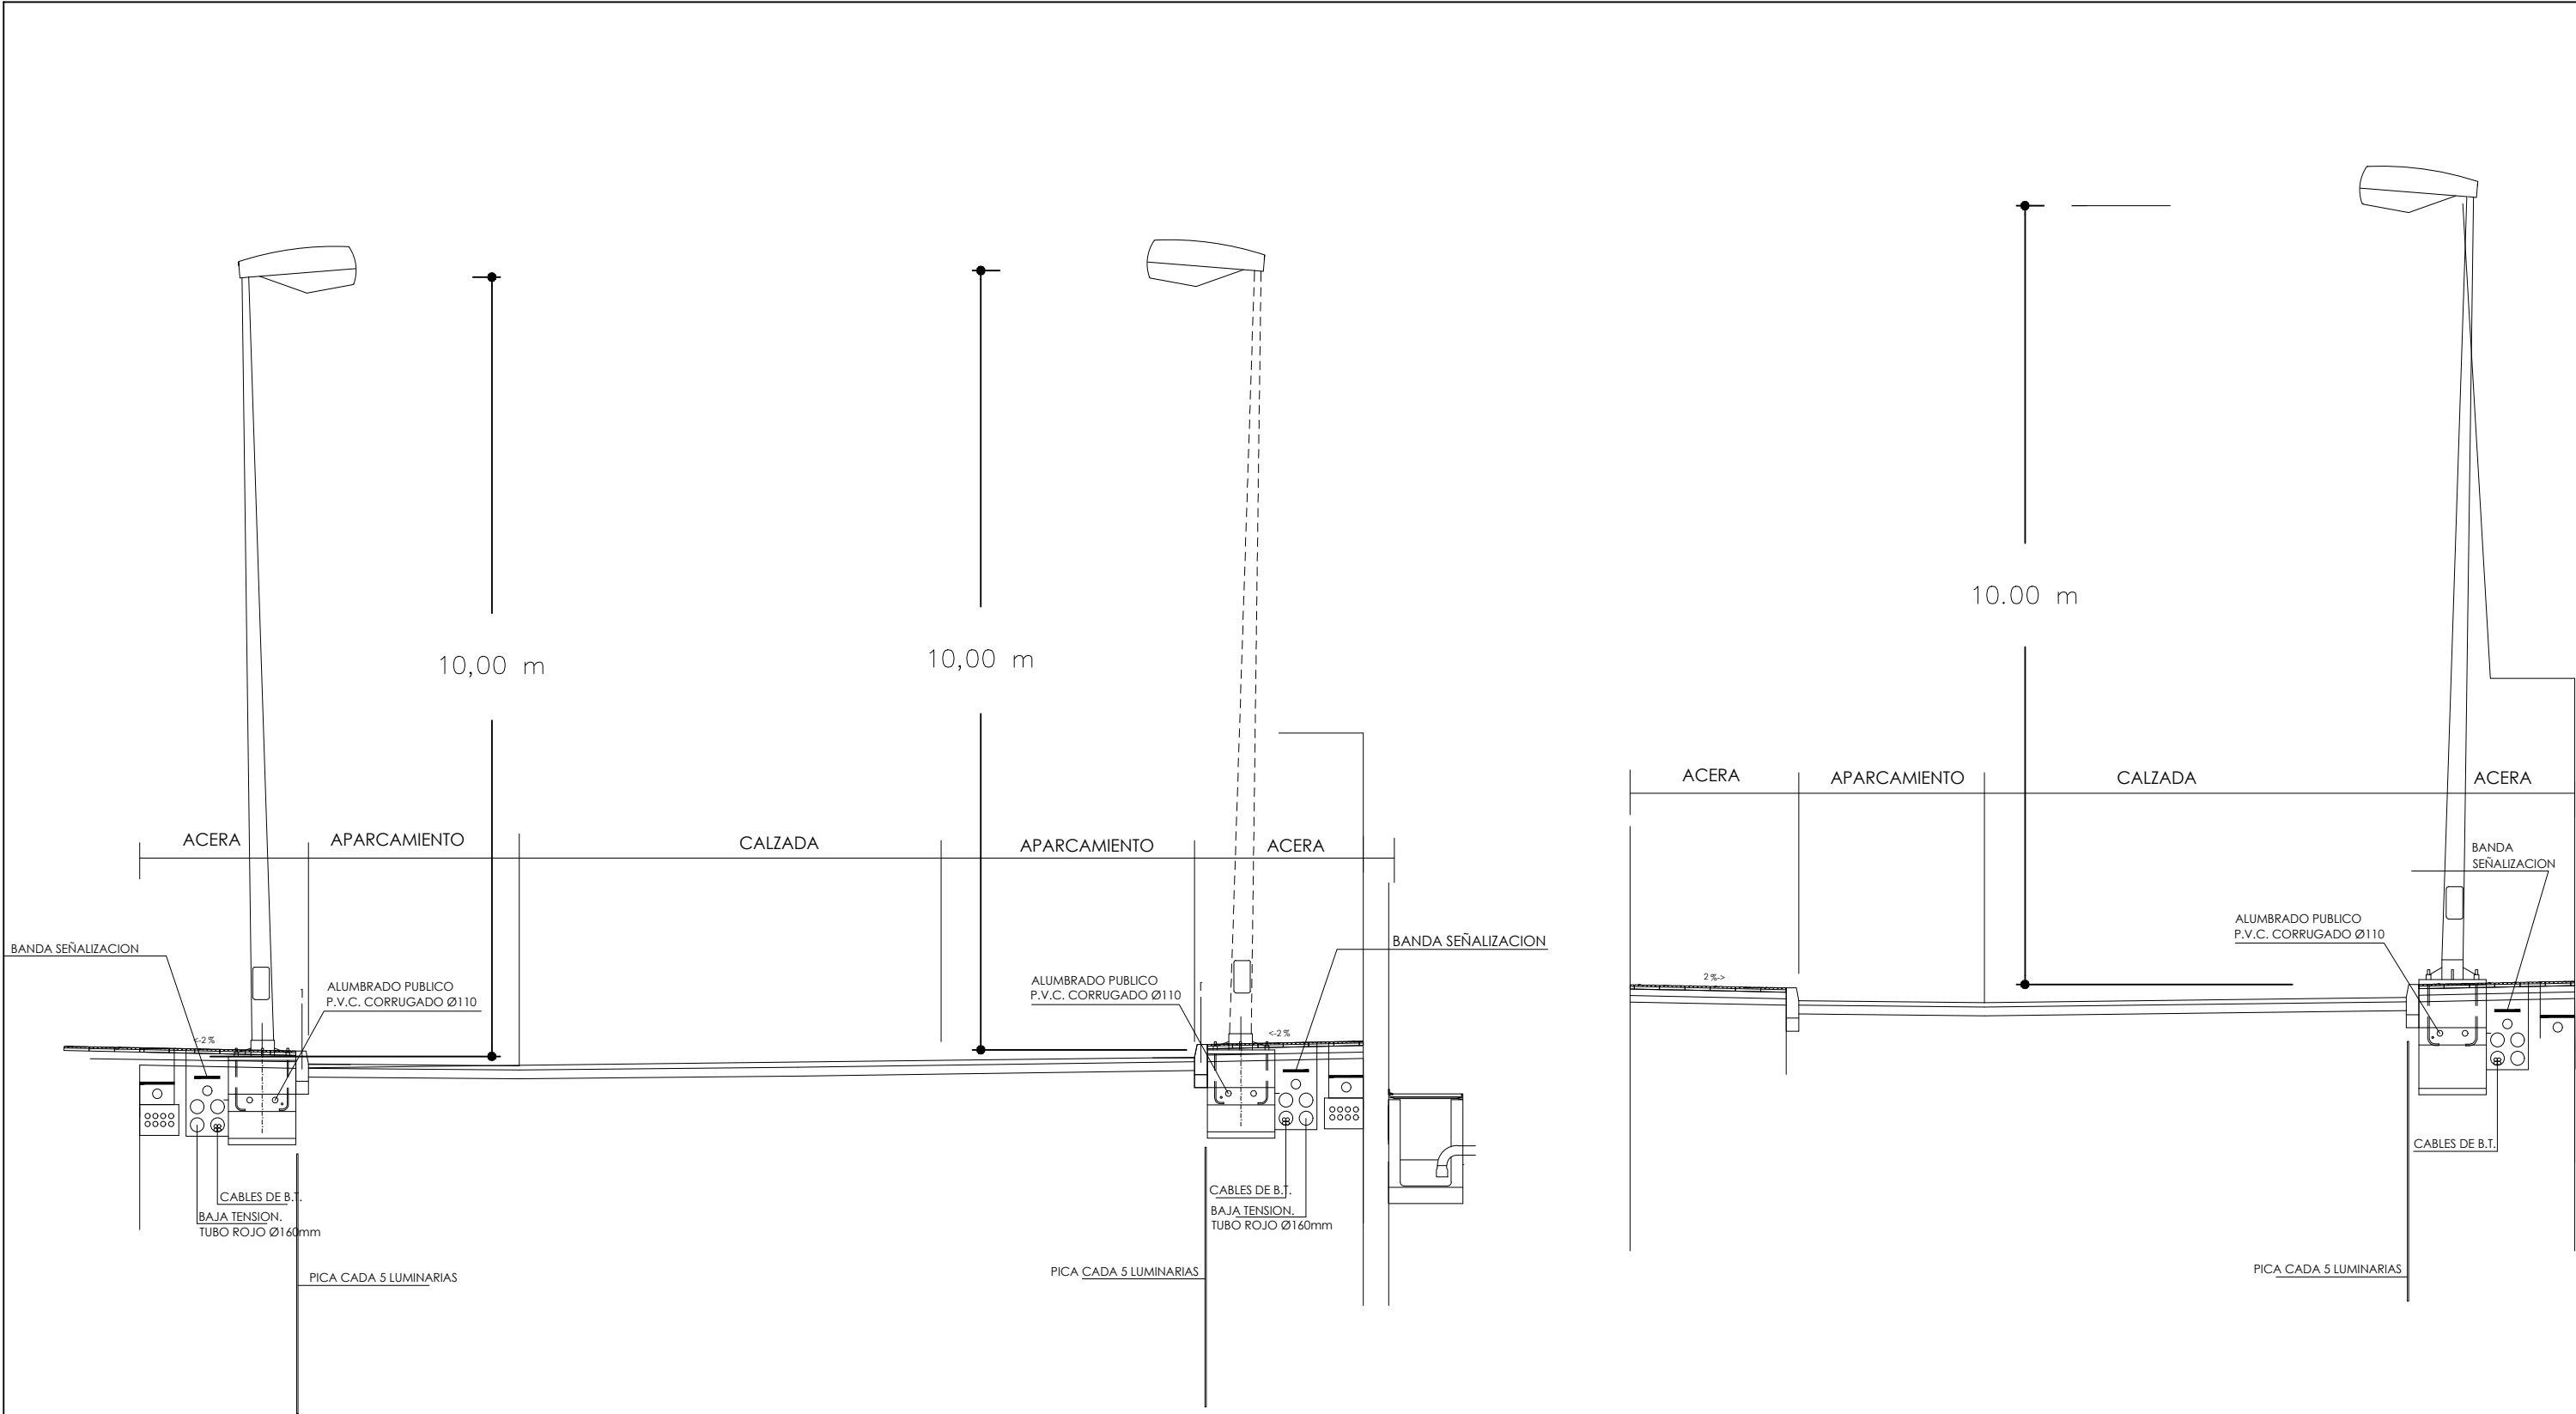 10,00 m
10,00 m
10.00 m
ACERA
APARCAMIENTO
CALZADA
APARCAMIENTO
ACERA
ACERA
APARCAMIENTO
CALZADA
ACERA
BANDA SEÑALIZACION
ALUMBRADO PUBLICO
P.V.C. CORRUGADO Ø110
<-2%
CABLES DE B.T.
BAJA TENSION.
TUBO ROJO Ø160mm
PICA CADA 5 LUMINARIAS
ALUMBRADO PUBLICO
P.V.C. CORRUGADO Ø110
<-2%
BANDA SEÑALIZACION
CABLES DE B.T.
BAJA TENSION.
TUBO ROJO Ø160mm
PICA CADA 5 LUMINARIAS
2%->
BANDA
SEÑALIZACION
ALUMBRADO PUBLICO
P.V.C. CORRUGADO Ø110
CABLES DE B.T.
PICA CADA 5 LUMINARIAS